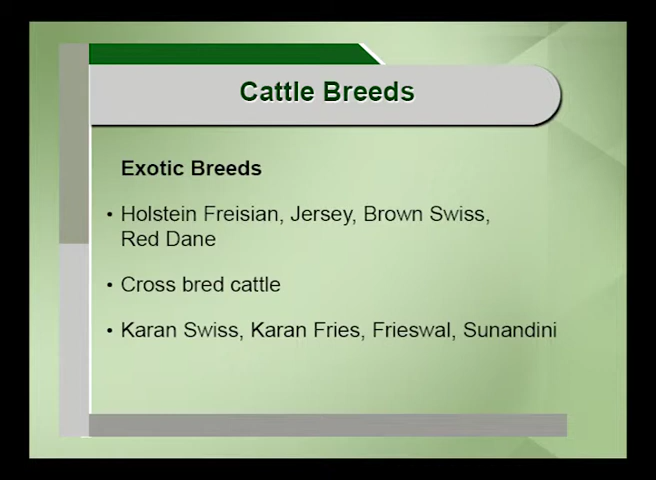 Cattle Breeds
Exotic Breeds
• Holstein Freisian, Jersey, Brown Swiss,
Red Dane
• Cross bred cattle
• Karan Swiss, Karan Fries, Frieswal, Sunandini